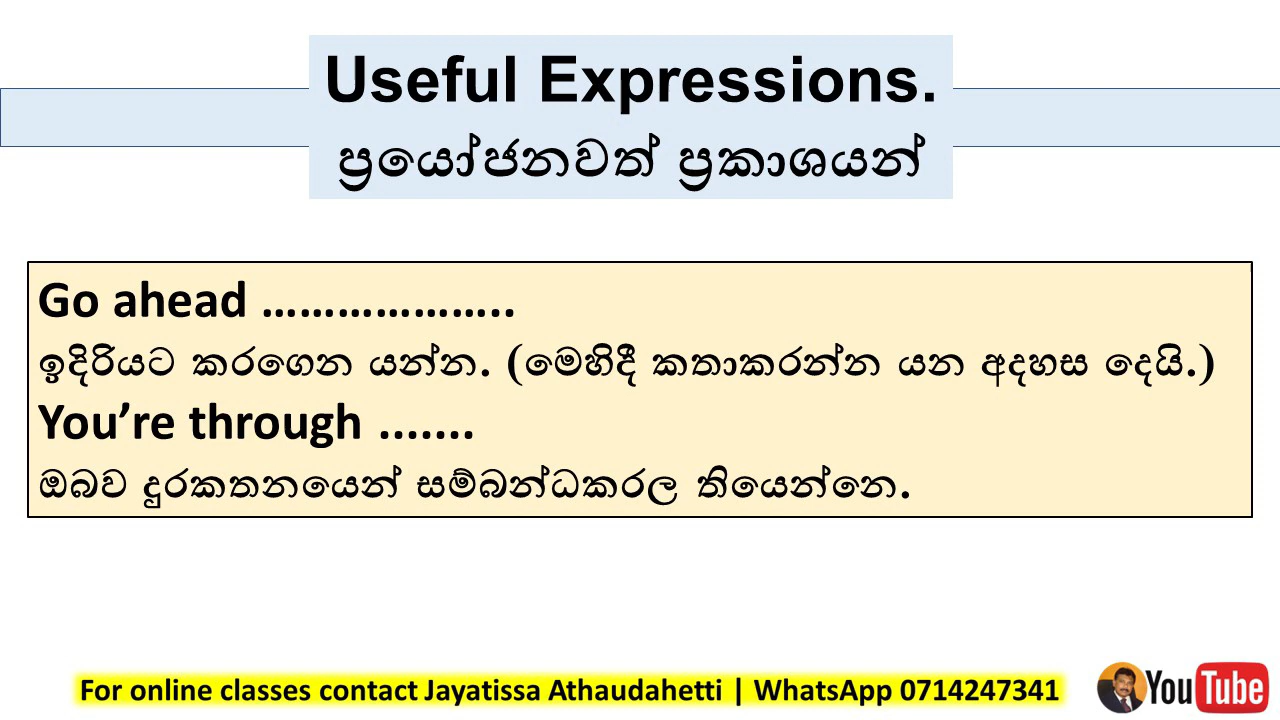 Useful Expressions.
ප්‍රයෝජනවත් ප්‍රකාශයන්
Go ahead ………………..
ඉදිරියට කරගෙන යන්න. (මෙහිදී කතාකරන්න යන අදහස දෙයි.)
You’re through .......
ඔබව දුරකතනයෙන් සම්බන්ධකරල තියෙන්නෙ.
For online classes contact Jayatissa Athaudahetti | WhatsApp 0714247341
YouTube